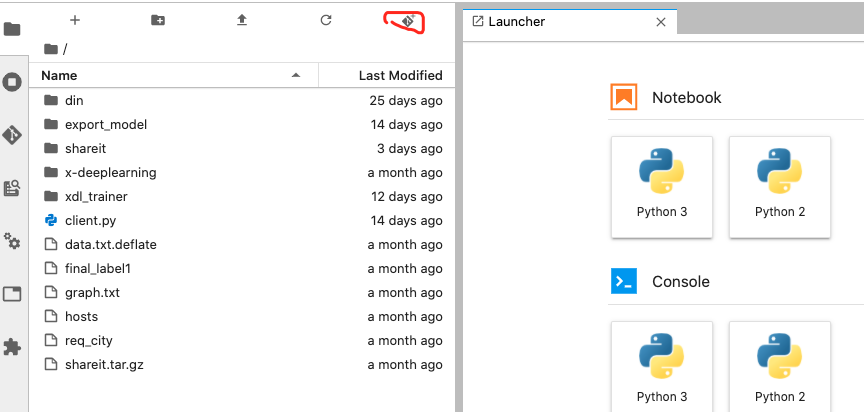 Launcher
/
Name Last Modified
din 25 days ago
export_model 14 days ago
shareit 3 days ago
x-deeplearning a month ago
xdl_trainer 12 days ago
client.py 14 days ago
data.txt.deflate a month ago
final_label1 a month ago
graph.txt a month ago
hosts a month ago
req_city a month ago
shareit.tar.gz a month ago
Notebook
Python 3 Python 2
Console
Python 3 Python 2